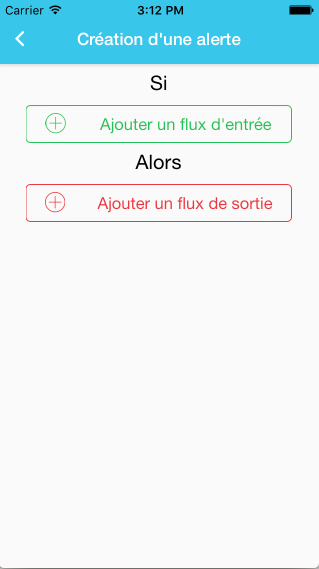 Carrier 3:12 PM
Création d'une alerte
Si
Ajouter un flux d'entrée
Alors
Ajouter un flux de sortie